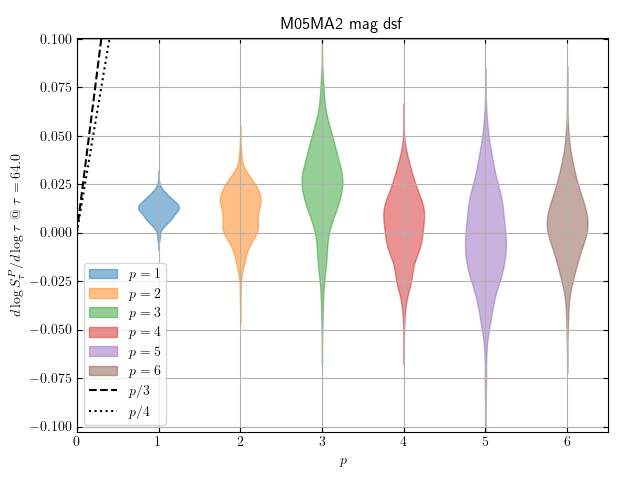 M05MA2 mag dsf
0.100
0.075
0.050
0.025
0.000
−0.025
−0.050
−0.075
−0.100
d log S_τ^P / d log τ @ τ = 64.0
p = 1
p = 2
p = 3
p = 4
p = 5
p = 6
p/3
p/4
0 1 2 3 4 5 6
p